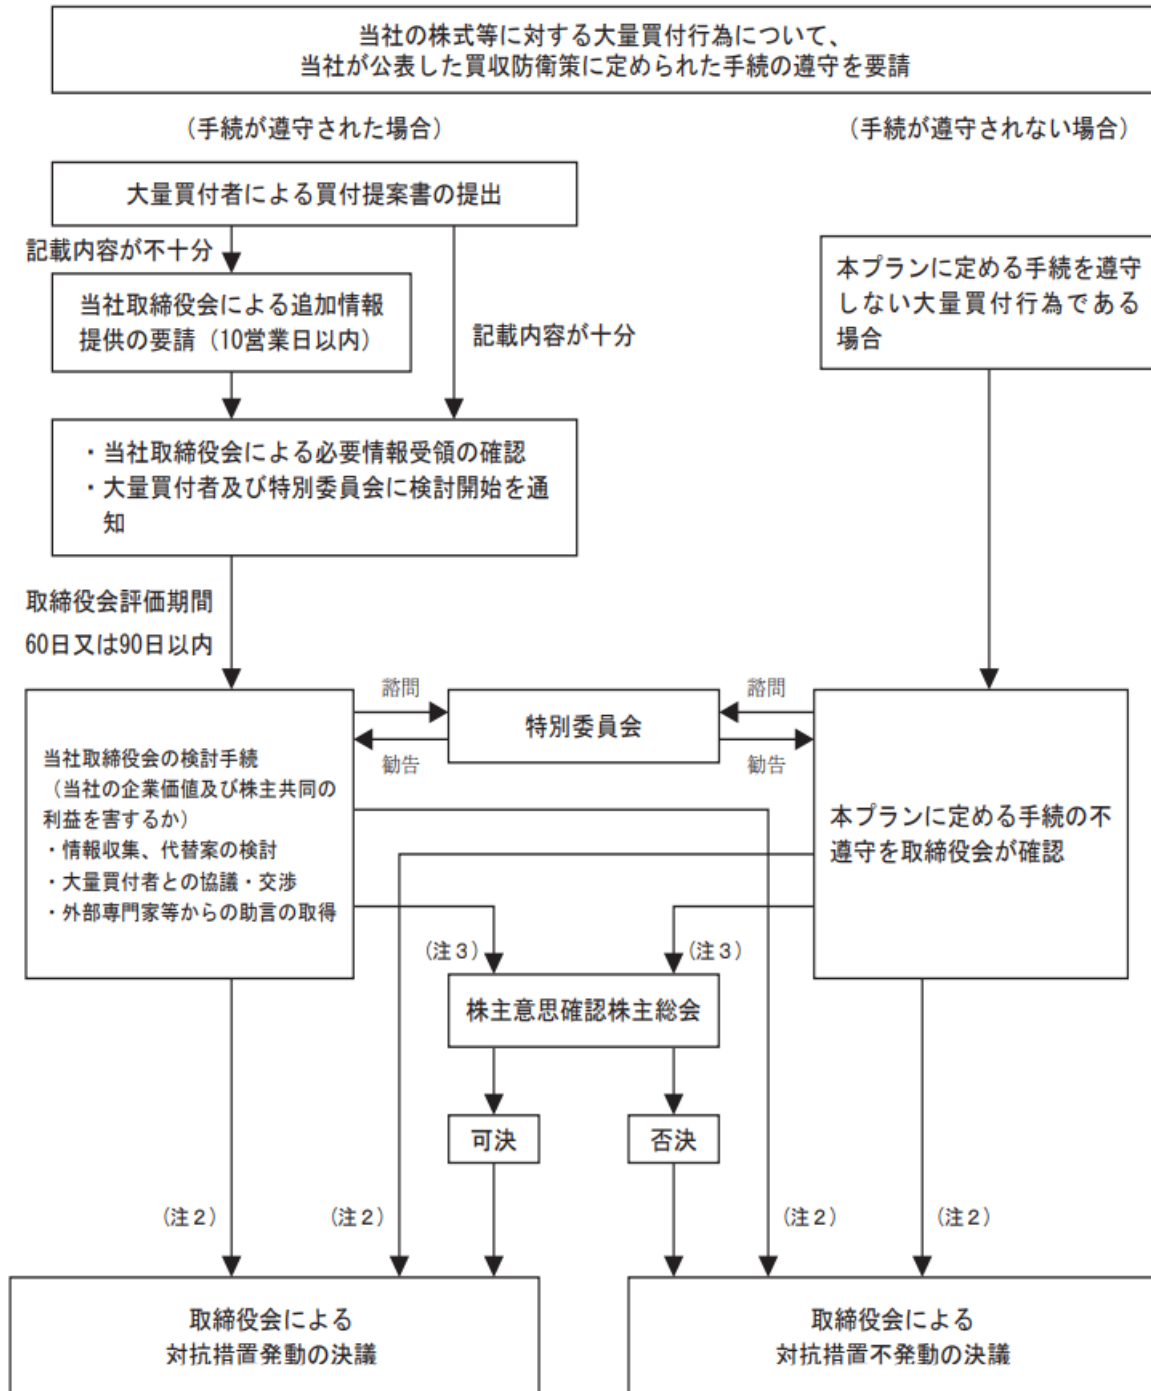 当社の株式等に対する大量買付行為について、
当社が公表した買収防衛策に定められた手続の遵守を要請
（手続が遵守された場合）
（手続が遵守されない場合）
大量買付者による買付提案書の提出
記載内容が不十分
当社取締役会による追加情報
提供の要請（10営業日以内）
記載内容が十分
本プランに定める手続を遵守
しない大量買付行為である
場合
・当社取締役会による必要情報受領の確認
・大量買付者及び特別委員会に検討開始を通
知
取締役会評価期間
60日又は90日以内
諮問
特別委員会
諮問
勧告
勧告
当社取締役会の検討手続
（当社の企業価値及び株主共同の
利益を害するか）
・情報収集、代替案の検討
・大量買付者との協議・交渉
・外部専門家等からの助言の取得
本プランに定める手続の不
遵守を取締役会が確認
（注３）
（注３）
株主意思確認株主総会
可決
否決
（注２）
（注２）
（注２）
（注２）
取締役会による
対抗措置発動の決議
取締役会による
対抗措置不発動の決議